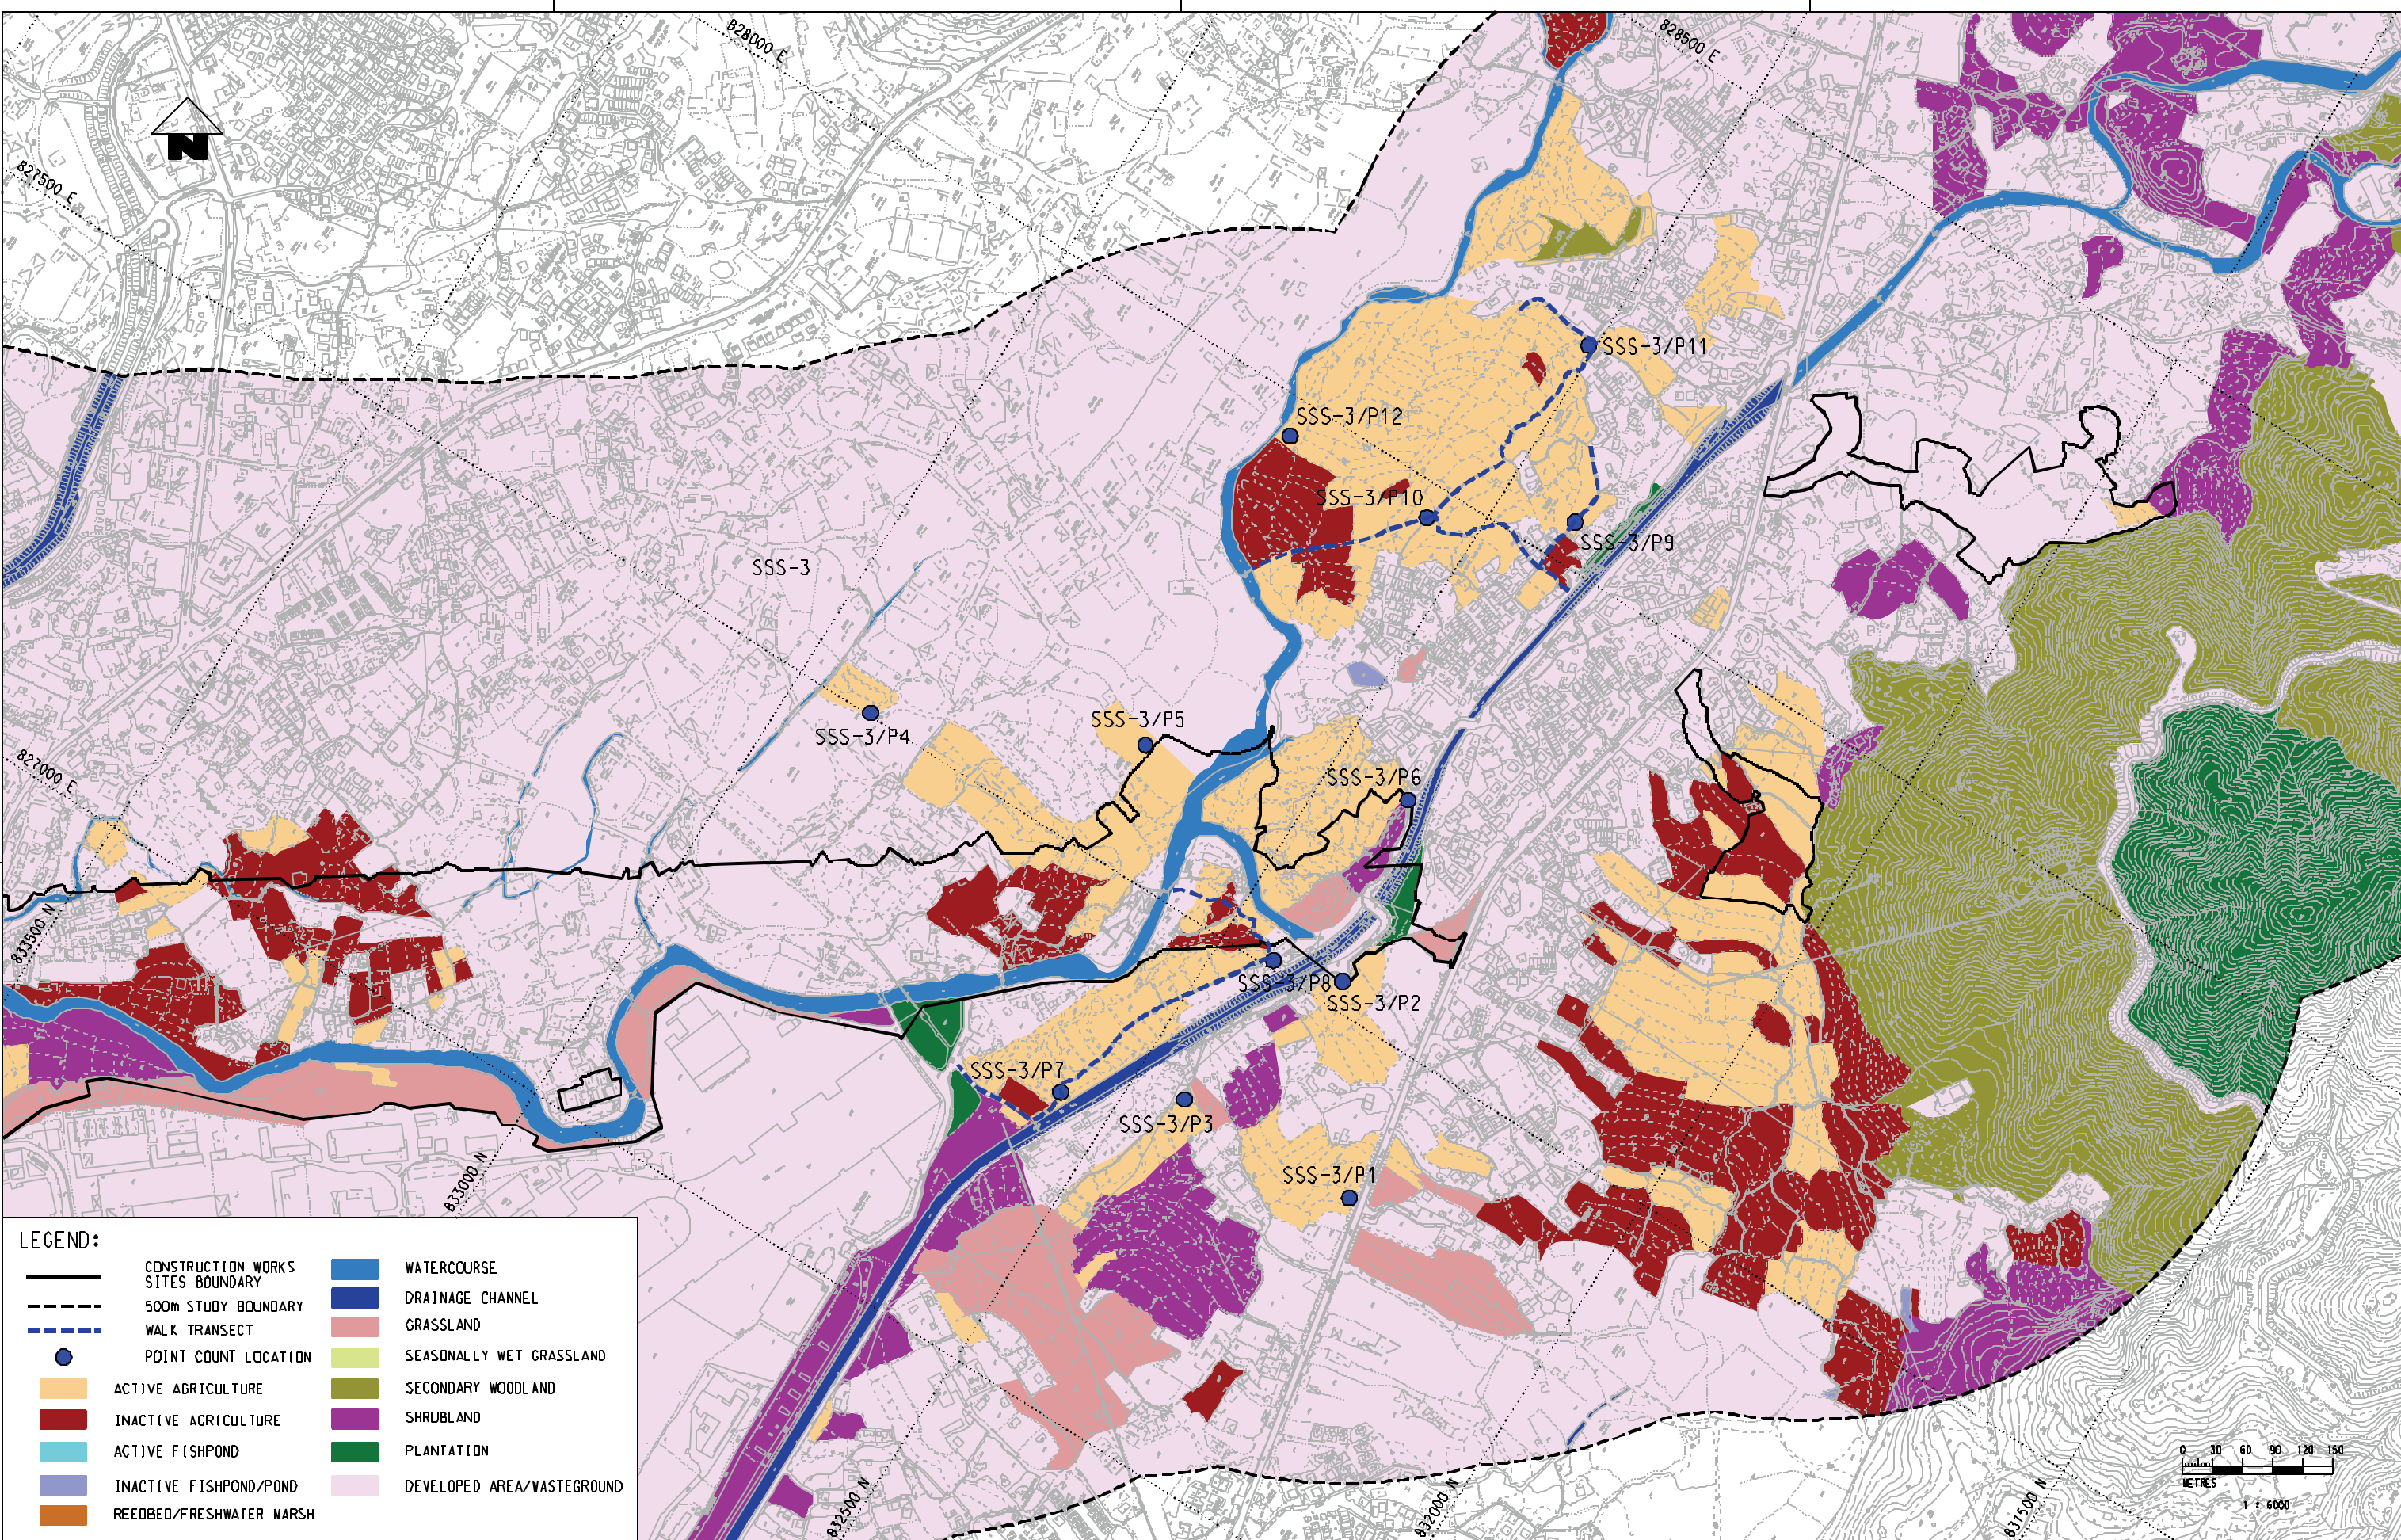 828000 E
828500 E
N
827500 E
SSS-3/P11
SSS-3/P12
SSS-3/P10
SSS-3/P9
SSS-3
SSS-3/P5
SSS-3/P4
827000 E
SSS-3/P6
833500 N
SSS-3/P8
SSS-3/P2
SSS-3/P7
SSS-3/P3
SSS-3/P1
833000 N
832500 N
832000 N
831500 N
LEGEND:
CONSTRUCTION WORKS
SITES BOUNDARY
500m STUDY BOUNDARY
WALK TRANSECT
POINT COUNT LOCATION
ACTIVE AGRICULTURE
INACTIVE AGRICULTURE
ACTIVE FISHPOND
INACTIVE FISHPOND/POND
REEDBED/FRESHWATER MARSH
WATERCOURSE
DRAINAGE CHANNEL
GRASSLAND
SEASONALLY WET GRASSLAND
SECONDARY WOODLAND
SHRUBLAND
PLANTATION
DEVELOPED AREA/WASTEGROUND
0 30 60 90 120 150
METRES
1 : 6000